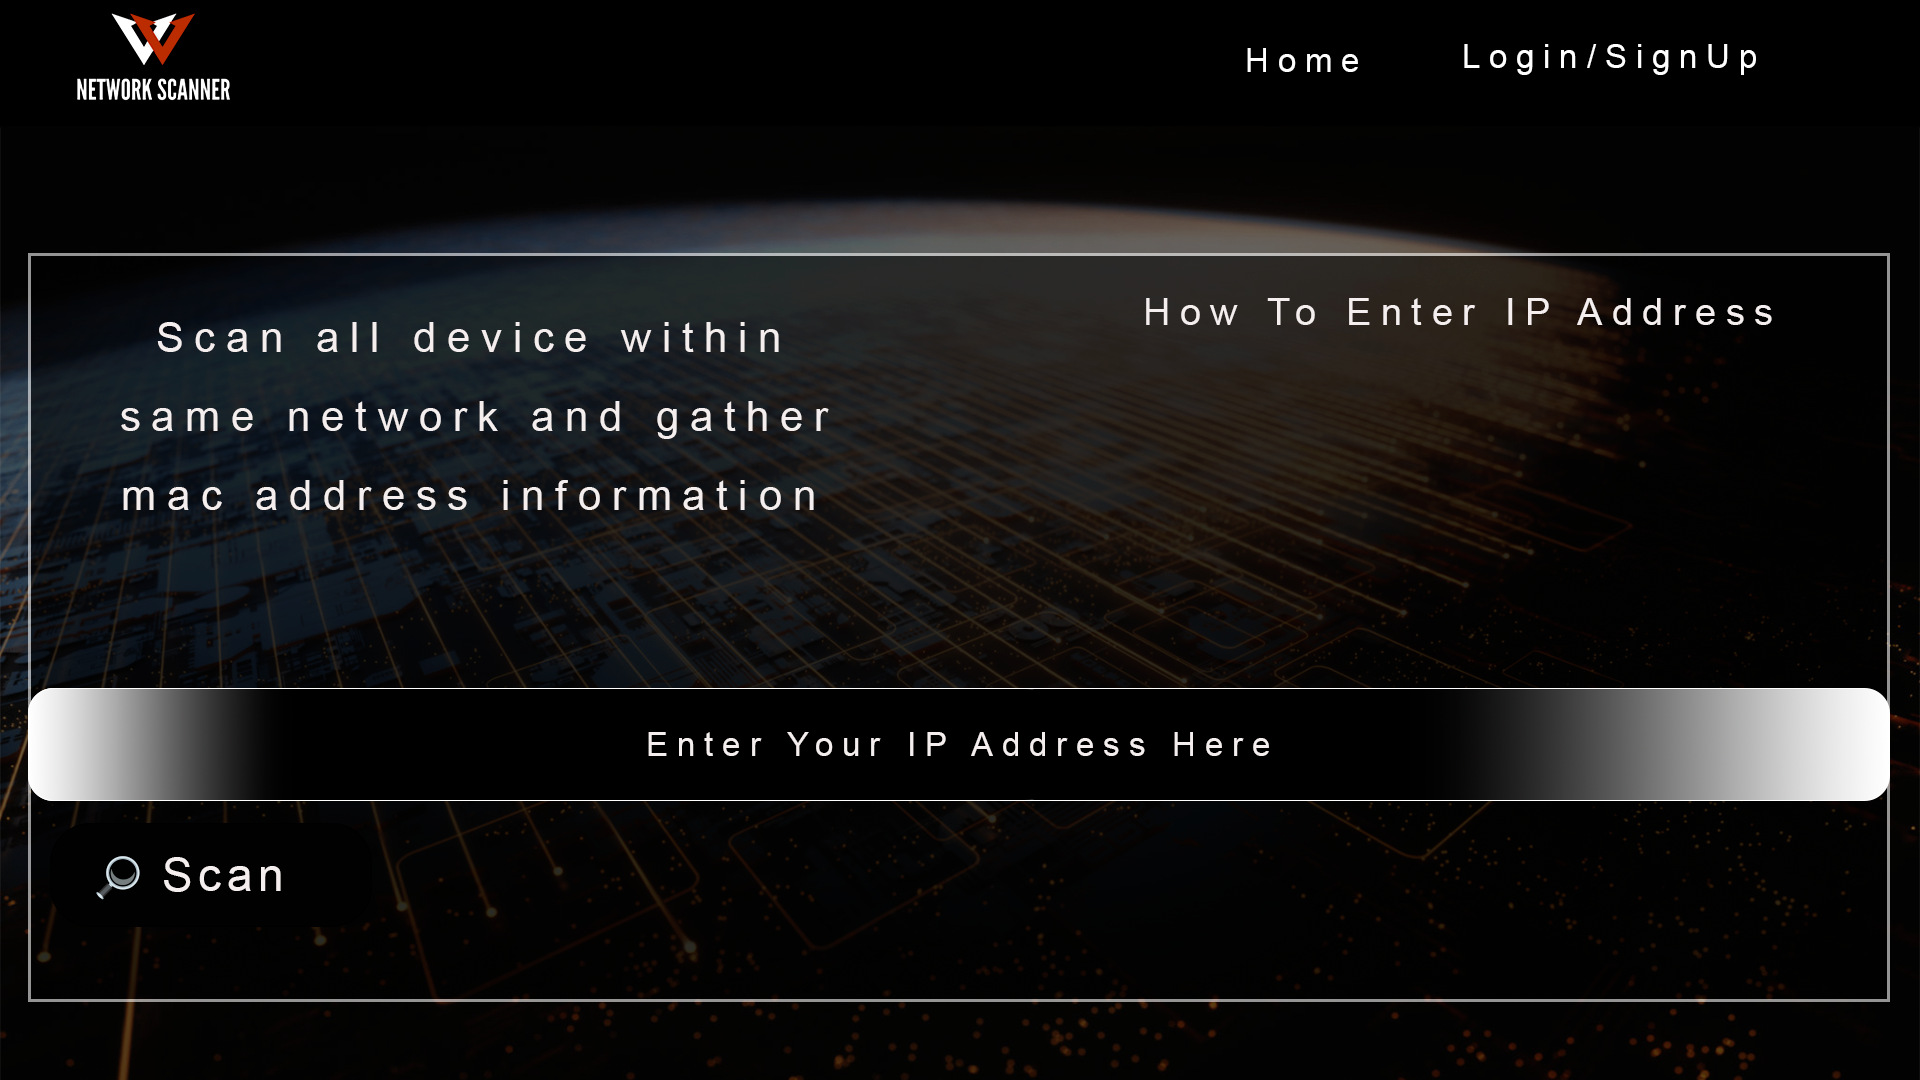 NETWORK SCANNER
Home
Login/SignUp
Scan all device within
same network and gather
mac address information
How To Enter IP Address
Enter Your IP Address Here
Scan